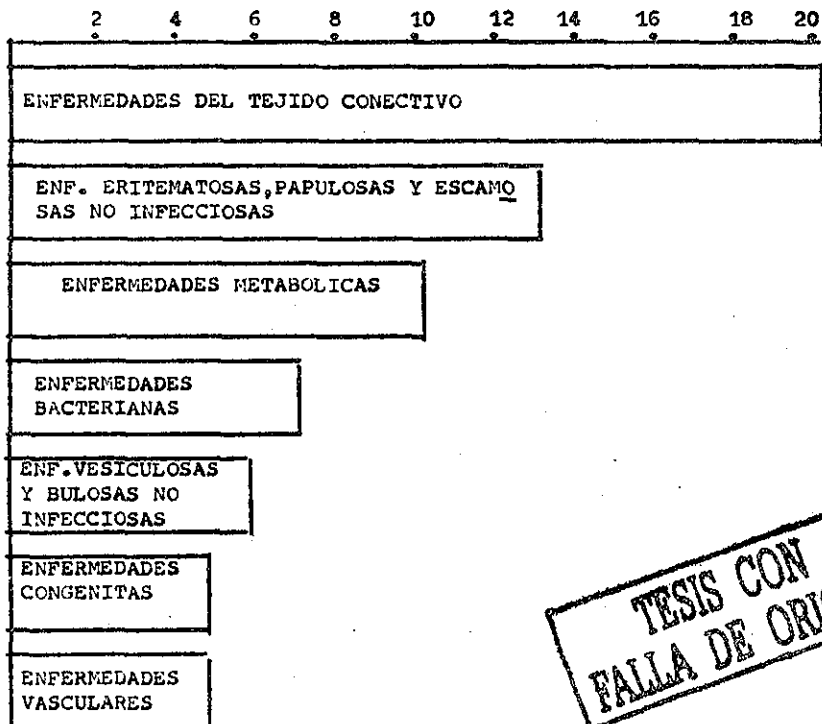 2 4 6 8 10 12 14 16 18 20
ENFERMEDADES DEL TEJIDO CONECTIVO
ENF. ERITEMATOSAS,PAPULOSAS Y ESCAMO
SAS NO INFECCIOSAS
ENFERMEDADES METABOLICAS
ENFERMEDADES
BACTERIANAS
ENF.VESICULOSAS
Y BULOSAS NO
INFECCIOSAS
ENFERMEDADES
CONGENITAS
ENFERMEDADES
VASCULARES
TESIS CON
FALLA DE ORI